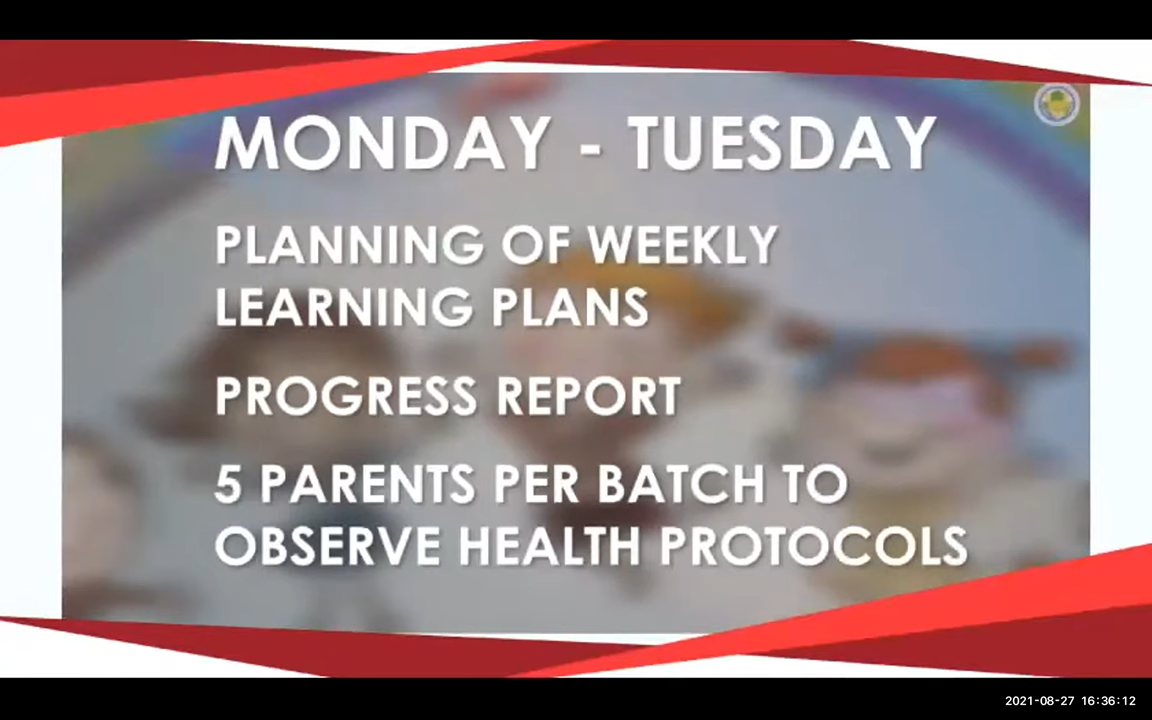 MONDAY - TUESDAY
PLANNING OF WEEKLY
LEARNING PLANS
PROGRESS REPORT
5 PARENTS PER BATCH TO
OBSERVE HEALTH PROTOCOLS
2021-08-27 16:36:12